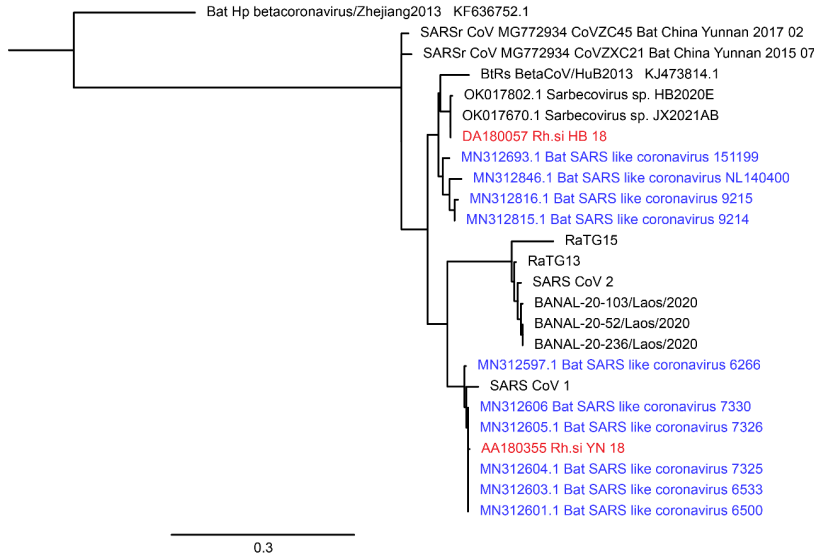 Bat Hp betacoronavirus/Zhejiang2013 KF636752.1
SARSr CoV MG772934 CoVZC45 Bat China Yunnan 2017 02
SARSr CoV MG772934 CoVZXC21 Bat China Yunnan 2015 07
BtRs BetaCoV/HuB2013 KJ473814.1
OK017802.1 Sarbecovirus sp. HB2020E
OK017670.1 Sarbecovirus sp. JX2021AB
DA180057 Rh.si HB 18
MN312693.1 Bat SARS like coronavirus 151199
MN312846.1 Bat SARS like coronavirus NL140400
MN312816.1 Bat SARS like coronavirus 9215
MN312815.1 Bat SARS like coronavirus 9214
RaTG15
RaTG13
SARS CoV 2
BANAL-20-103/Laos/2020
BANAL-20-52/Laos/2020
BANAL-20-236/Laos/2020
MN312597.1 Bat SARS like coronavirus 6266
SARS CoV 1
MN312606 Bat SARS like coronavirus 7330
MN312605.1 Bat SARS like coronavirus 7326
AA180355 Rh.si YN 18
MN312604.1 Bat SARS like coronavirus 7325
MN312603.1 Bat SARS like coronavirus 6533
MN312601.1 Bat SARS like coronavirus 6500
0.3